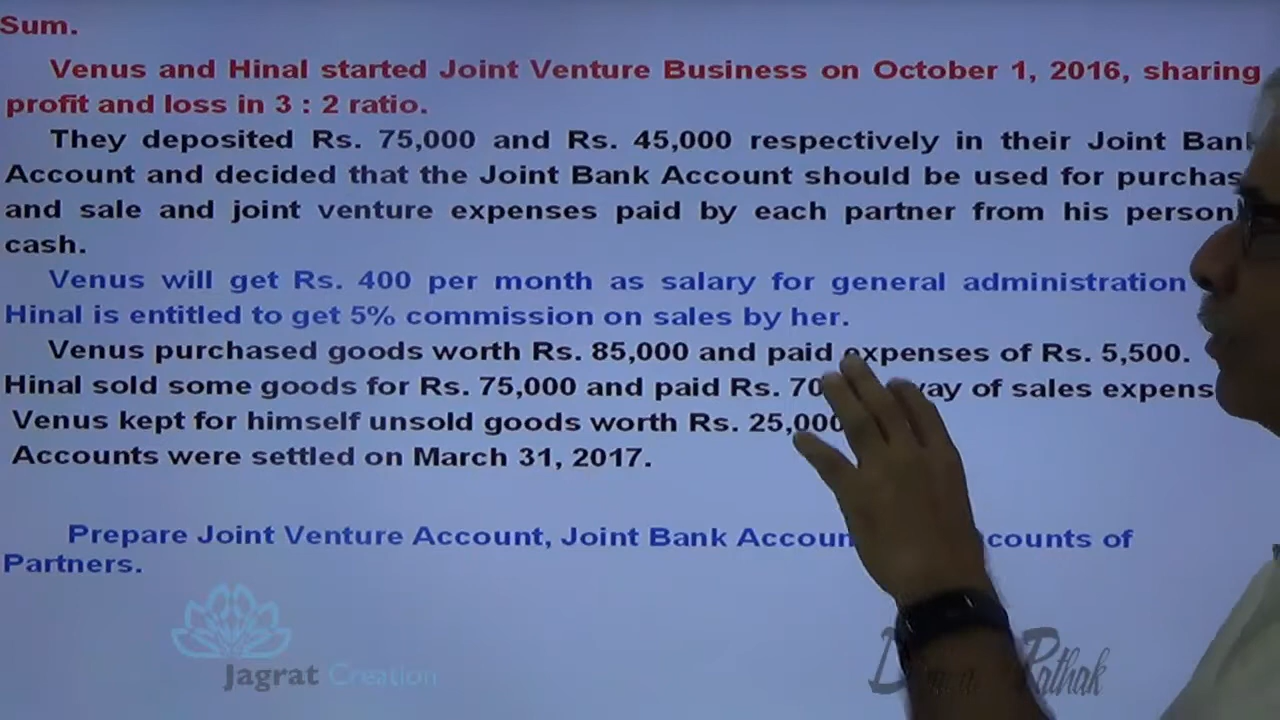 Sum.
Venus and Hinal started Joint Venture Business on October 1, 2016, sharing
profit and loss in 3 : 2 ratio.
They deposited Rs. 75,000 and Rs. 45,000 respectively in their Joint Ban
Account and decided that the Joint Bank Account should be used for purchas
and sale and joint venture expenses paid by each partner from his person
cash.
Venus will get Rs. 400 per month as salary for general administration
Hinal is entitled to get 5% commission on sales by her.
Venus purchased goods worth Rs. 85,000 and paid expenses of Rs. 5,500.
Hinal sold some goods for Rs. 75,000 and paid Rs. 70 way of sales expens
Venus kept for himself unsold goods worth Rs. 25,000
Accounts were settled on March 31, 2017.
Prepare Joint Venture Account, Joint Bank Accoun counts of
Partners.
Jagrat Creation
Pathak